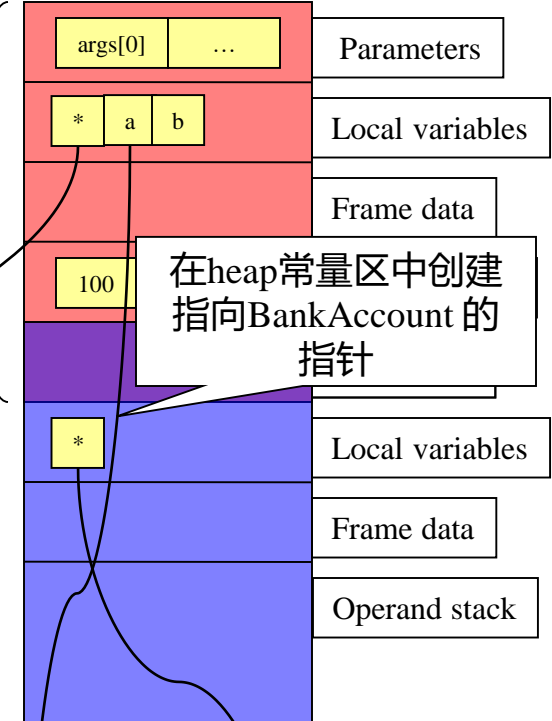 args[0] … Parameters
* a b Local variables
Frame data
100
在heap常量区中创建
指向BankAccount 的
指针
* Local variables
Frame data
Operand stack